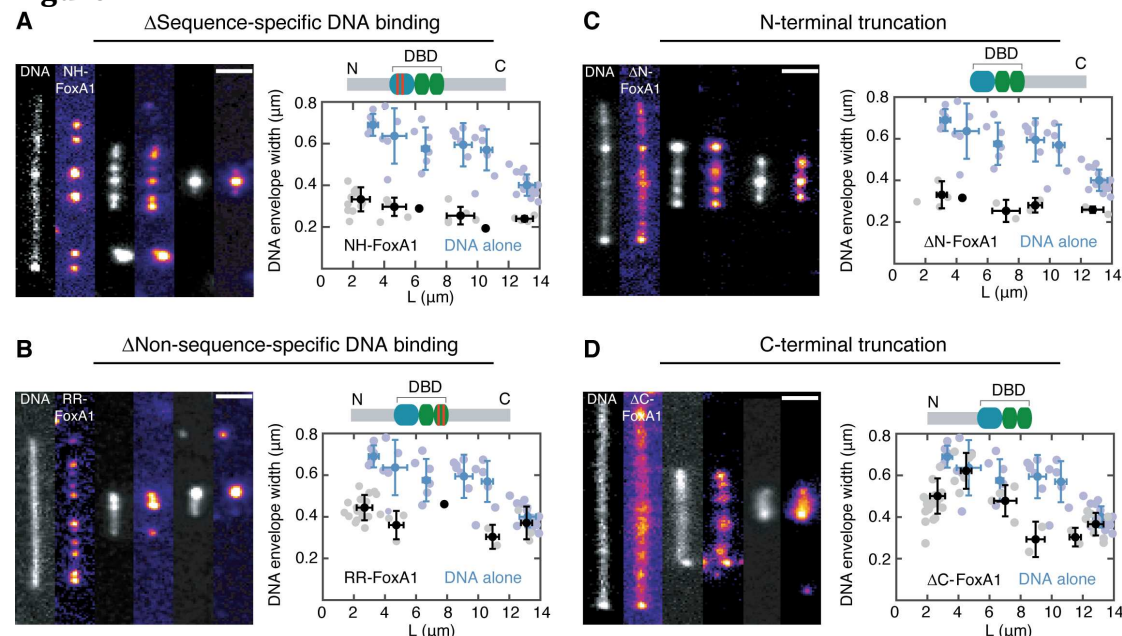 A
ΔSequence-specific DNA binding
DNA
NH-
FoxA1
DBD
N
C
DNA envelope width (μm)
0.8
0.6
0.4
0.2
NH-FoxA1
DNA alone
0 2 4 6 8 10 12 14
L (μm)
B
ΔNon-sequence-specific DNA binding
DNA
RR-
FoxA1
DBD
N
C
DNA envelope width (μm)
0.8
0.6
0.4
0.2
RR-FoxA1
DNA alone
0 2 4 6 8 10 12 14
L (μm)
C
N-terminal truncation
DNA
ΔN-
FoxA1
DBD
C
DNA envelope width (μm)
0.8
0.6
0.4
0.2
ΔN-FoxA1
DNA alone
0 2 4 6 8 10 12 14
L (μm)
D
C-terminal truncation
DNA
ΔC-
FoxA1
DBD
N
DNA envelope width (μm)
0.8
0.6
0.4
0.2
ΔC-FoxA1
DNA alone
0 2 4 6 8 10 12 14
L (μm)